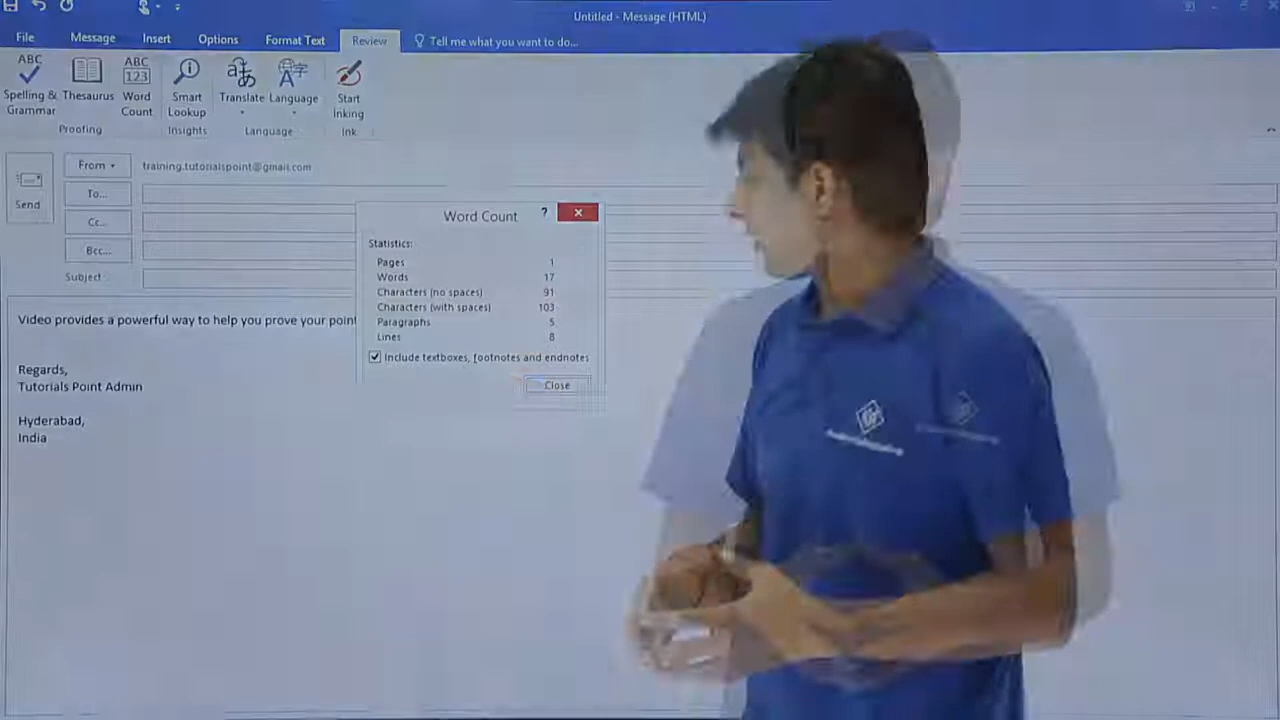 Untitled - Message (HTML)
File Message Insert Options Format Text Review Tell me what you want to do...
ABC
ABC
123
Spelling & Grammar
Thesaurus
Word Count
Smart Lookup
Translate
Language
Start Inking
Proofing Insights Language Ink
Send
From training.tutorialspoint@gmail.com
To...
Cc...
Bcc...
Subject
Word Count ?
Statistics:
Pages 1
Words 17
Characters (no spaces) 91
Characters (with spaces) 103
Paragraphs 5
Lines 8
Include textboxes, footnotes and endnotes
Close
Video provides a powerful way to help you prove your point
Regards,
Tutorials Point Admin
Hyderabad,
India